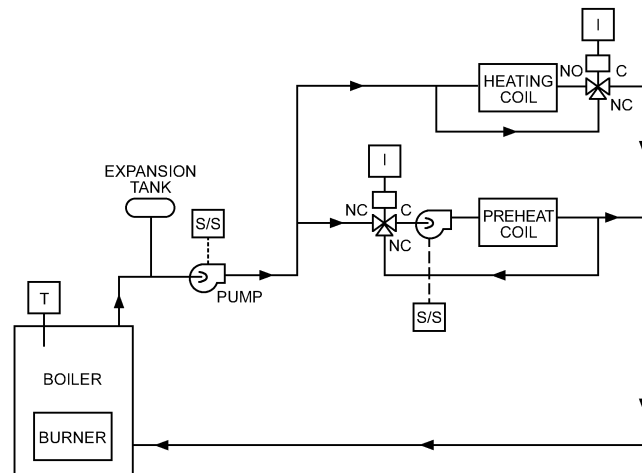 I
NO
C
HEATING
COIL
NC
I
EXPANSION
TANK
S/S
NC
C
PREHEAT
COIL
NC
PUMP
T
S/S
BOILER
BURNER